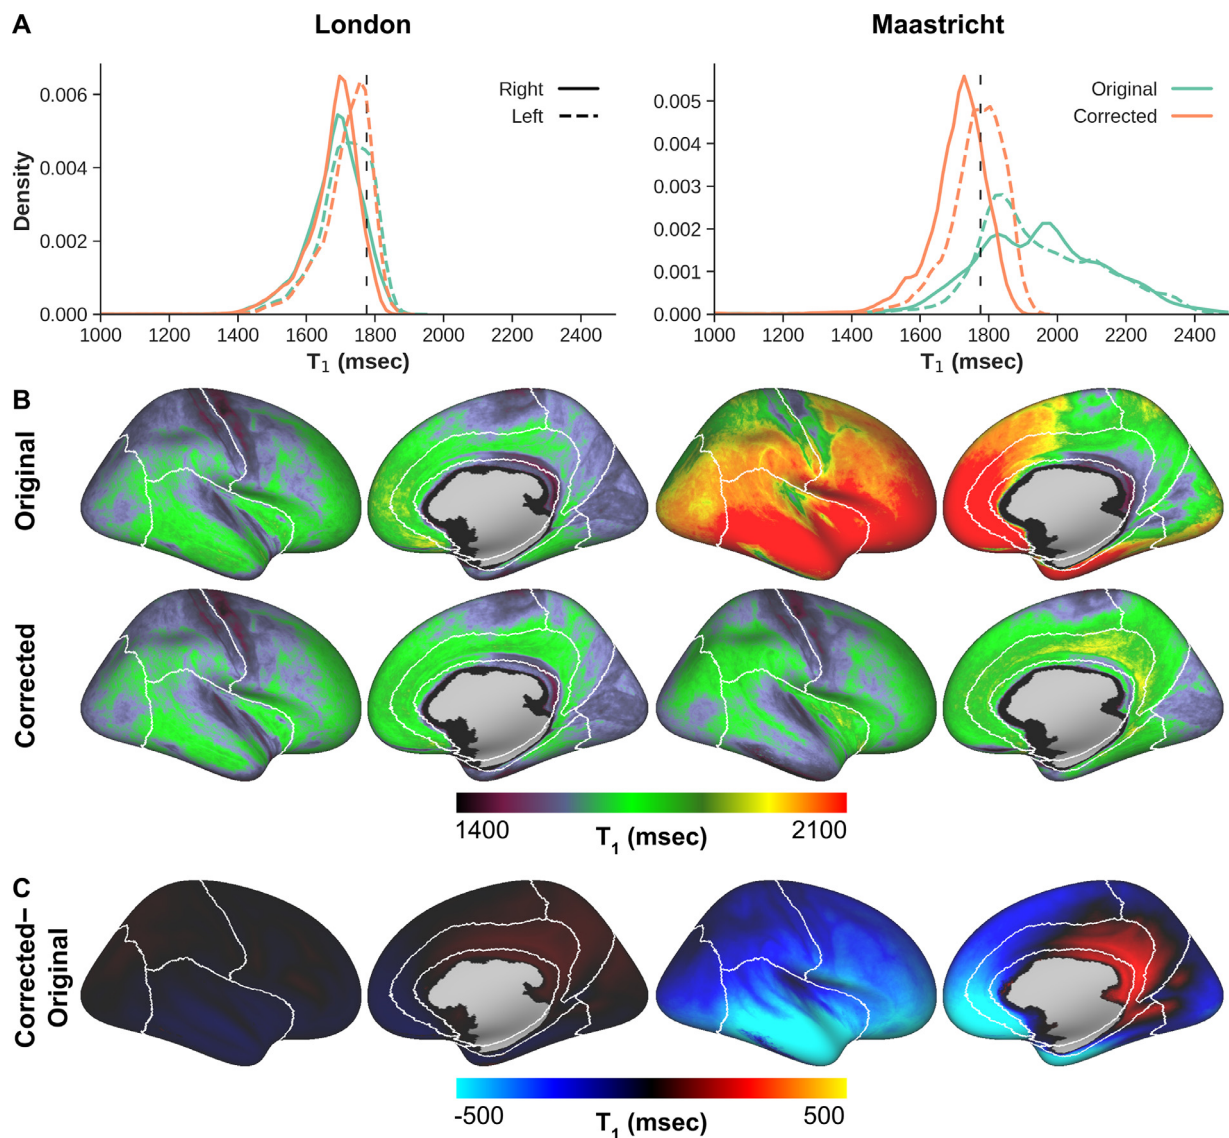 A
London
Maastricht
Right
Left
Original
Corrected
Density
0.006
0.004
0.002
0.000
1000 1200 1400 1600 1800 2000 2200 2400
T₁ (msec)
0.005
0.004
0.003
0.002
0.001
0.000
1000 1200 1400 1600 1800 2000 2200 2400
T₁ (msec)
B
Original
Corrected
1400
2100
T₁ (msec)
C
Corrected–
Original
-500
500
T₁ (msec)